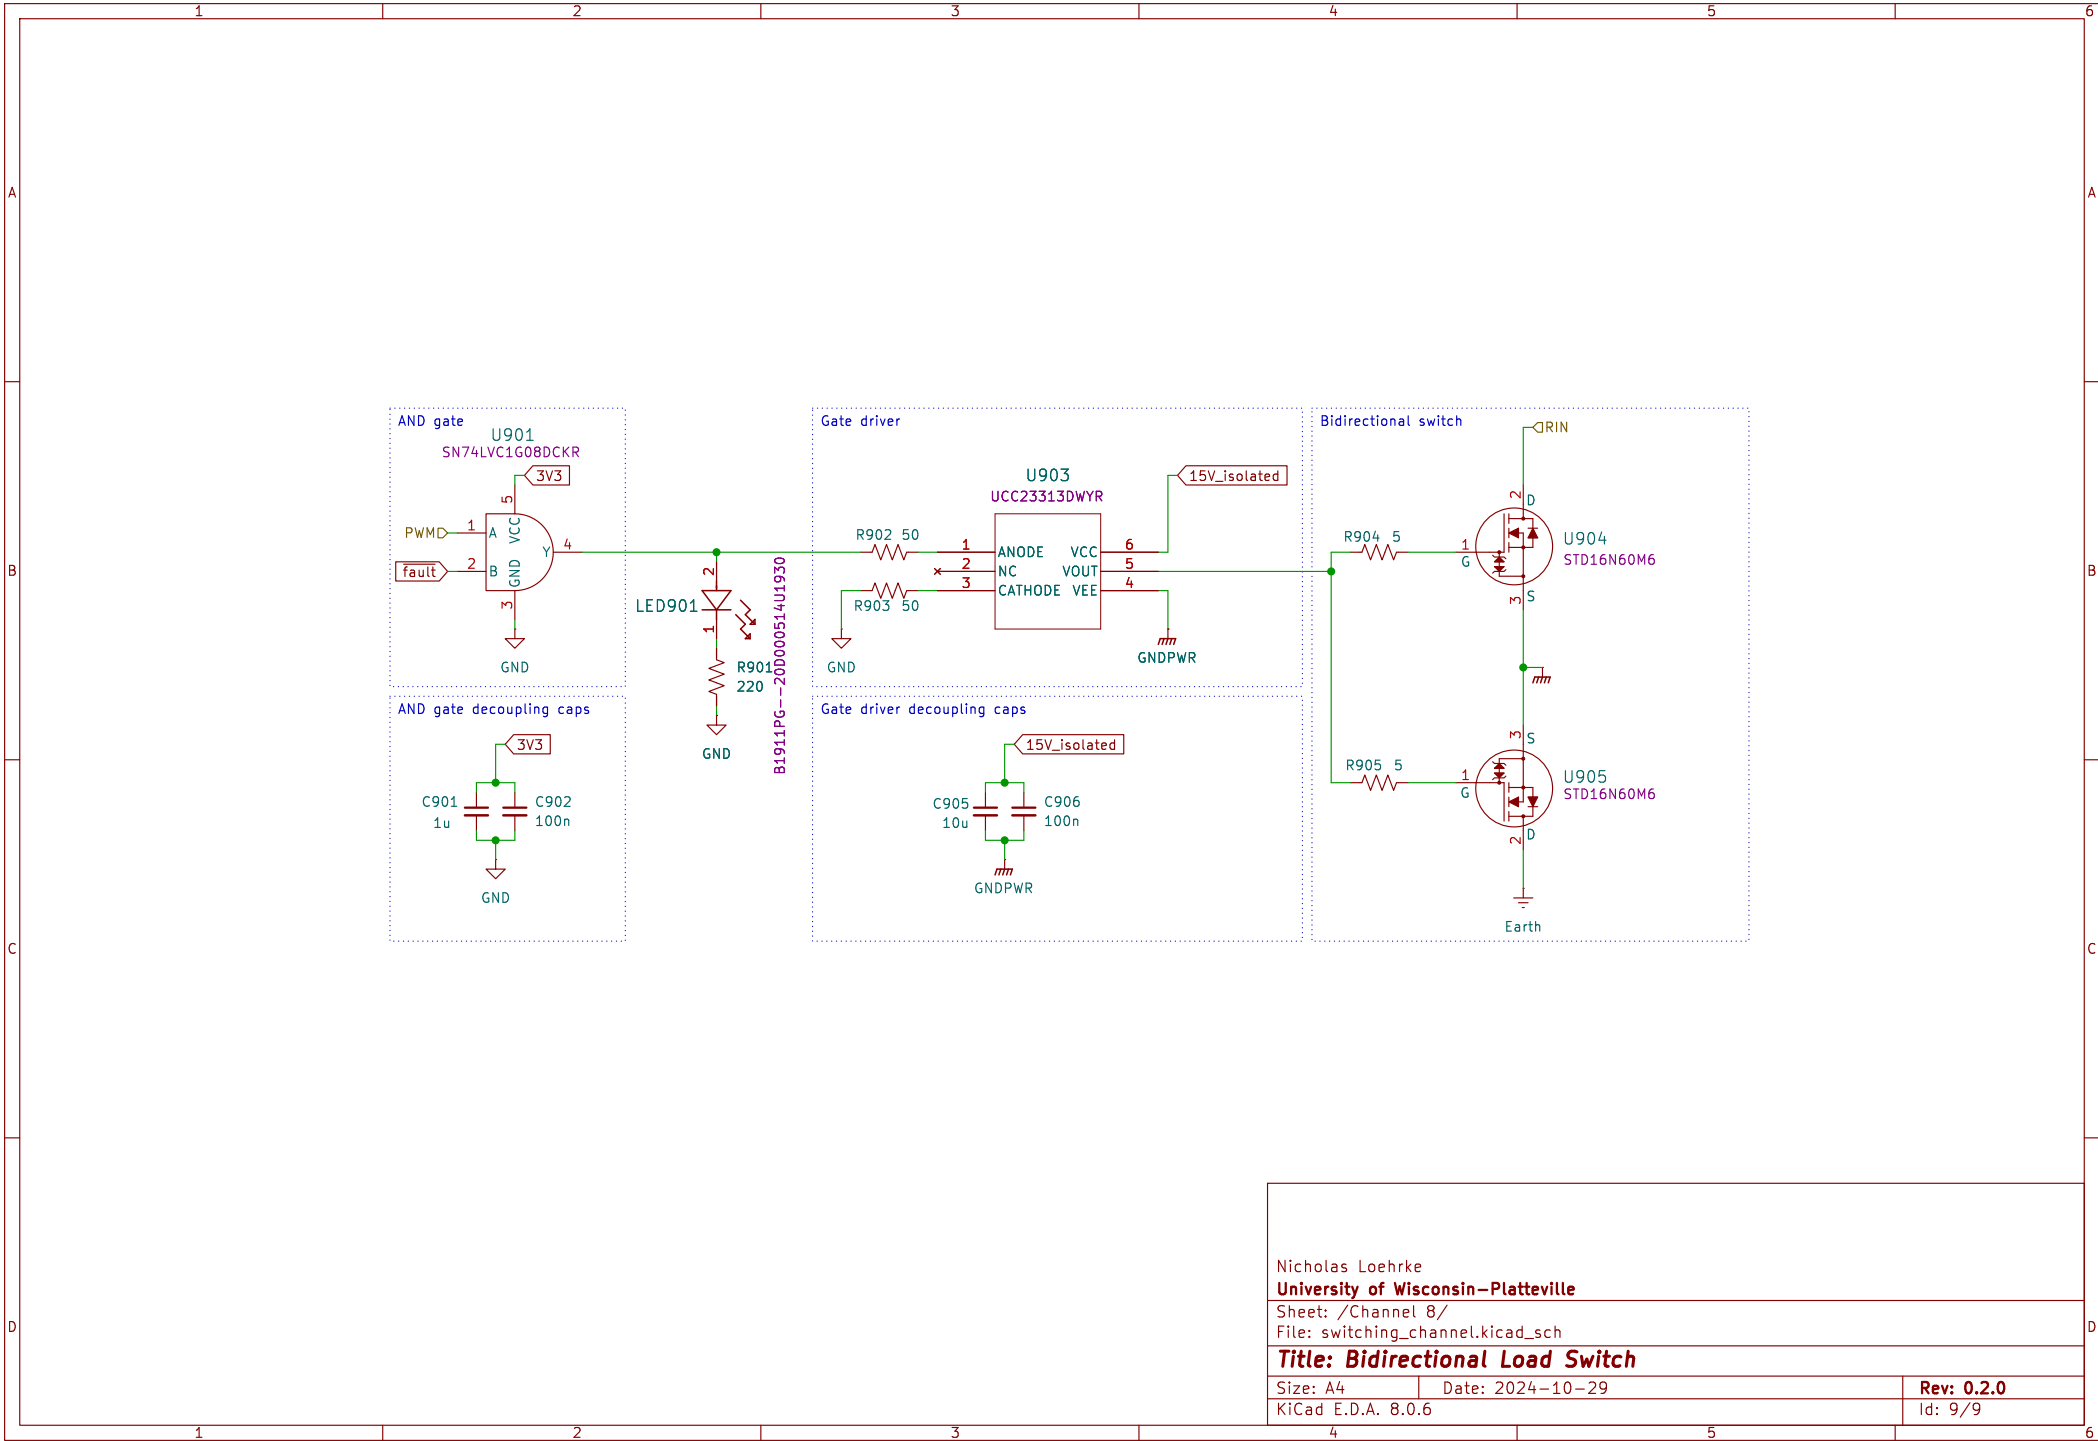 1 2 3 4 5 6
A A
B B
C C
D D
AND gate
U901
SN74LVC1G08DCKR
3V3
PWM
fault
1 A
2 B
5 VCC
GND 3
Y 4
GND
LED901
2
1
B1911PG--20D000514U1930
R901
220
GND
AND gate decoupling caps
3V3
C901
1u
C902
100n
GND
Gate driver
U903
UCC23313DWYR
15V_isolated
R902 50
R903 50
1 ANODE VCC 6
2 NC VOUT 5
3 CATHODE VEE 4
GND
GNDPWR
Gate driver decoupling caps
15V_isolated
C905
10u
C906
100n
GNDPWR
Bidirectional switch
RIN
2 D
R904 5
1
G
U904
STD16N60M6
3 S
3 S
R905 5
1
G
U905
STD16N60M6
2 D
Earth
Nicholas Loehrke
University of Wisconsin-Platteville
Sheet: /Channel 8/
File: switching_channel.kicad_sch
Title: Bidirectional Load Switch
Size: A4 Date: 2024-10-29 Rev: 0.2.0
KiCad E.D.A. 8.0.6 Id: 9/9
1 2 3 4 5 6